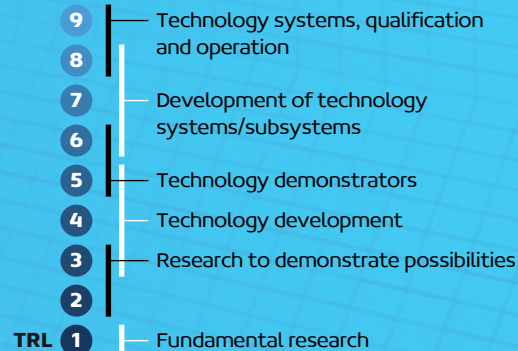 9 Technology systems, qualification
and operation
8
7 Development of technology
systems/subsystems
6
5 Technology demonstrators
4 Technology development
3 Research to demonstrate possibilities
2
TRL 1 Fundamental research